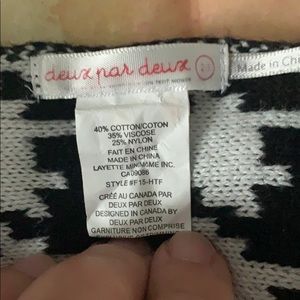 deux par deux
Made in Ch
40% COTTON/COTON
35% VISCOSE
25% NYLON
FAIT EN CHINE
MADE IN CHINA
LAYETTE MINIMOME INC.
CA09086
STYLE #F15-HTF
CRÉÉ AU CANADA PAR
DEUX PAR DEUX
DESIGNED IN CANADA BY
DEUX PAR DEUX
GARNITURE NON COMPRISE